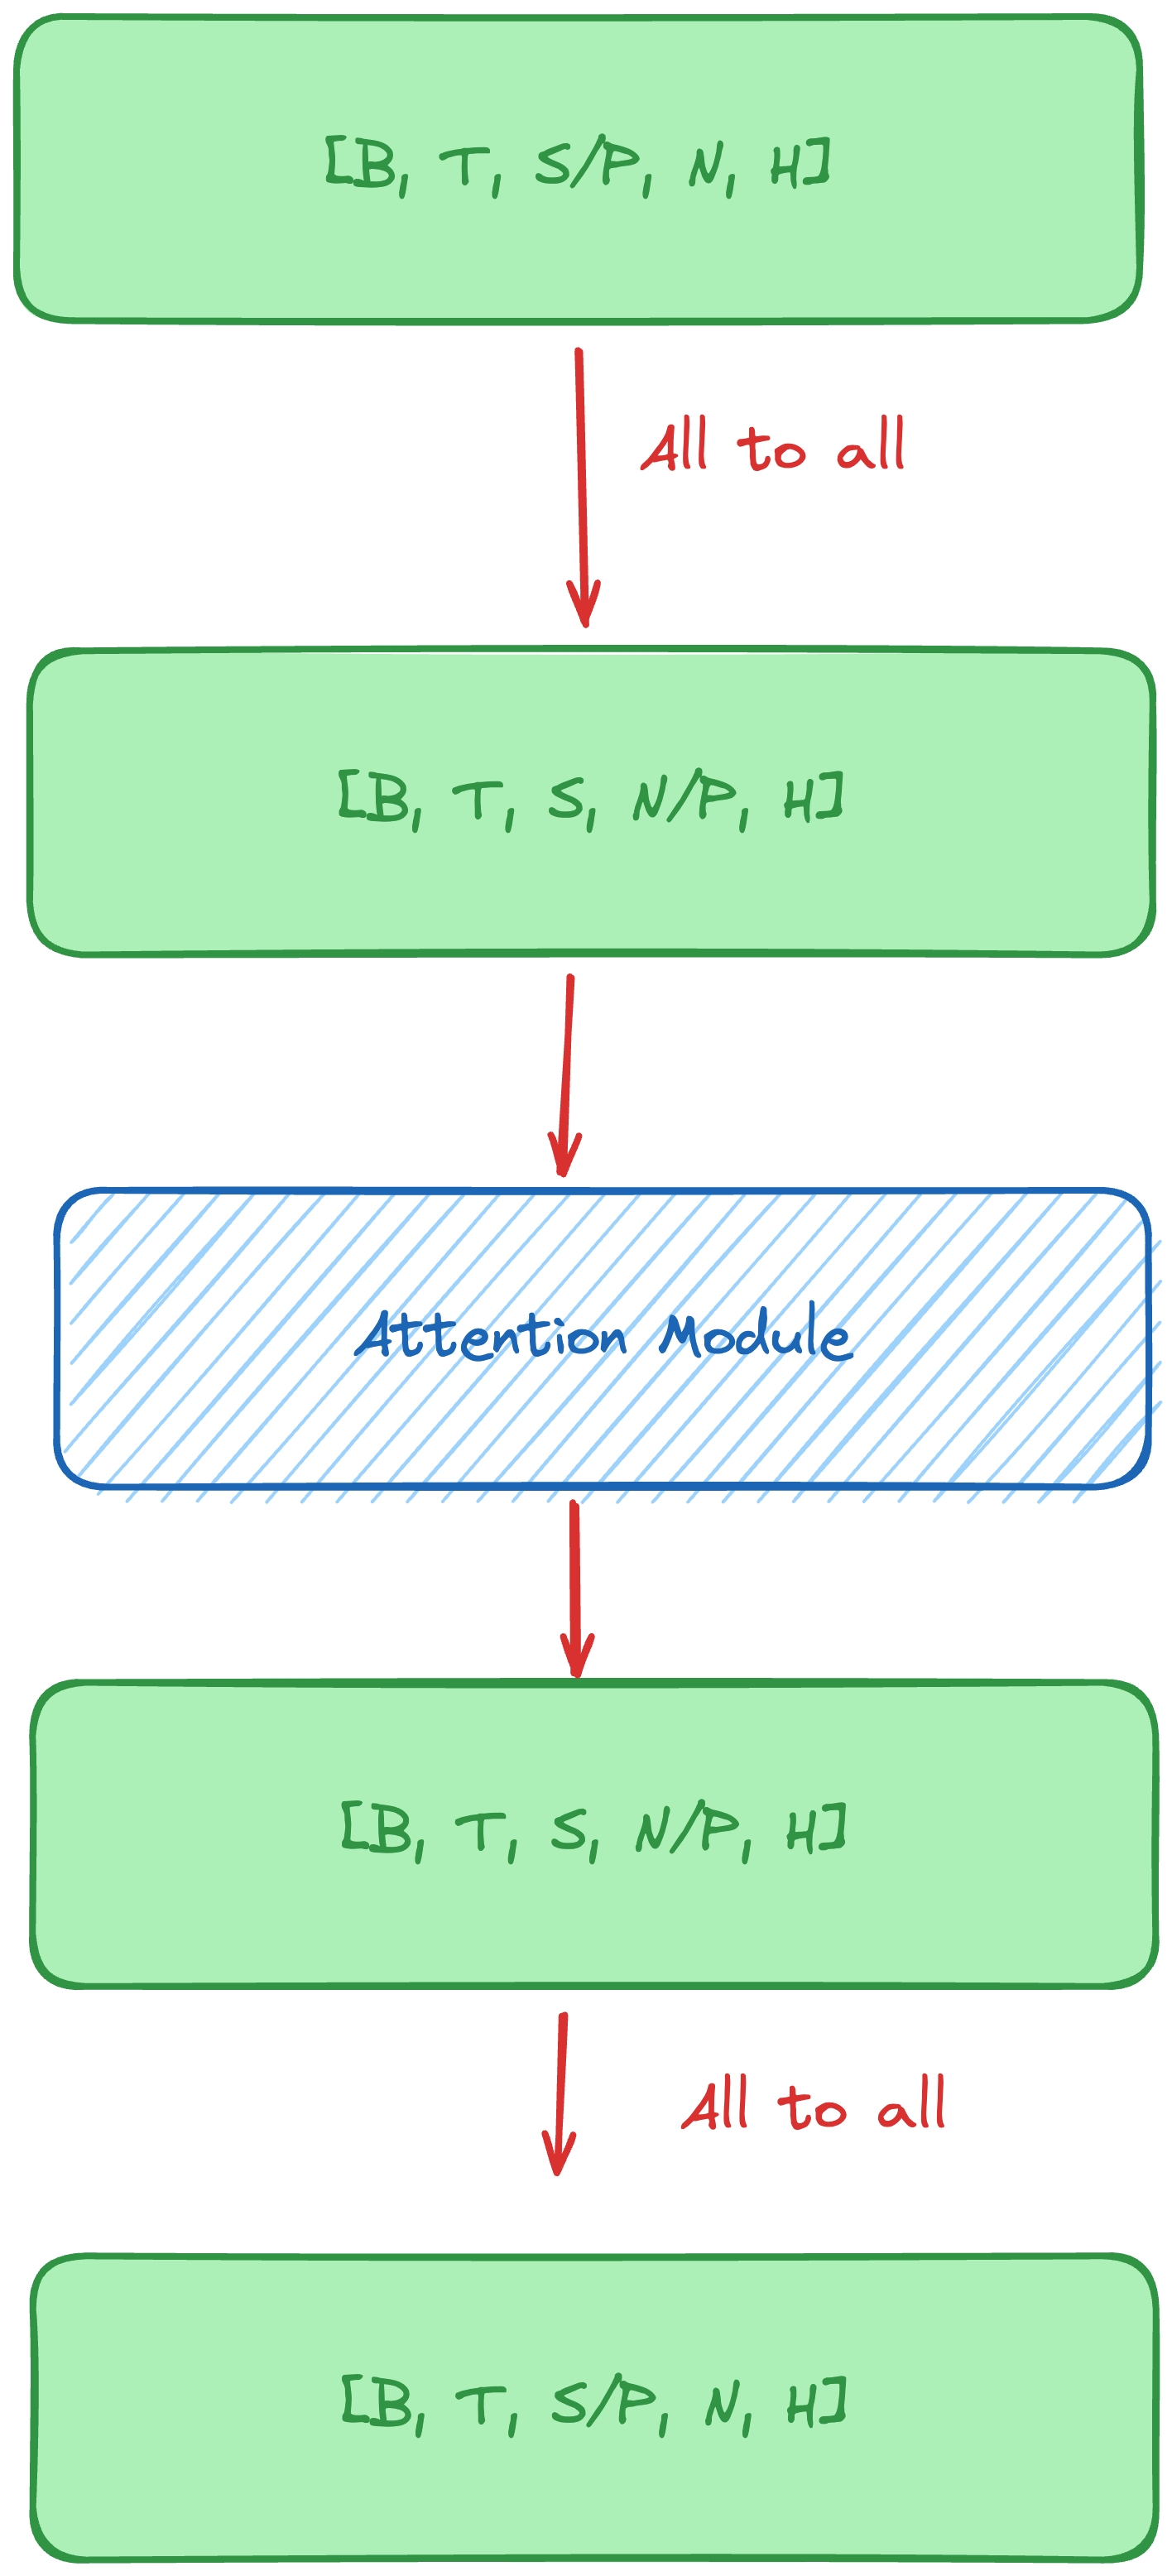 [B, T, S/P, N, H]
All to all
[B, T, S, N/P, H]
Attention Module
[B, T, S, N/P, H]
All to all
[B, T, S/P, N, H]